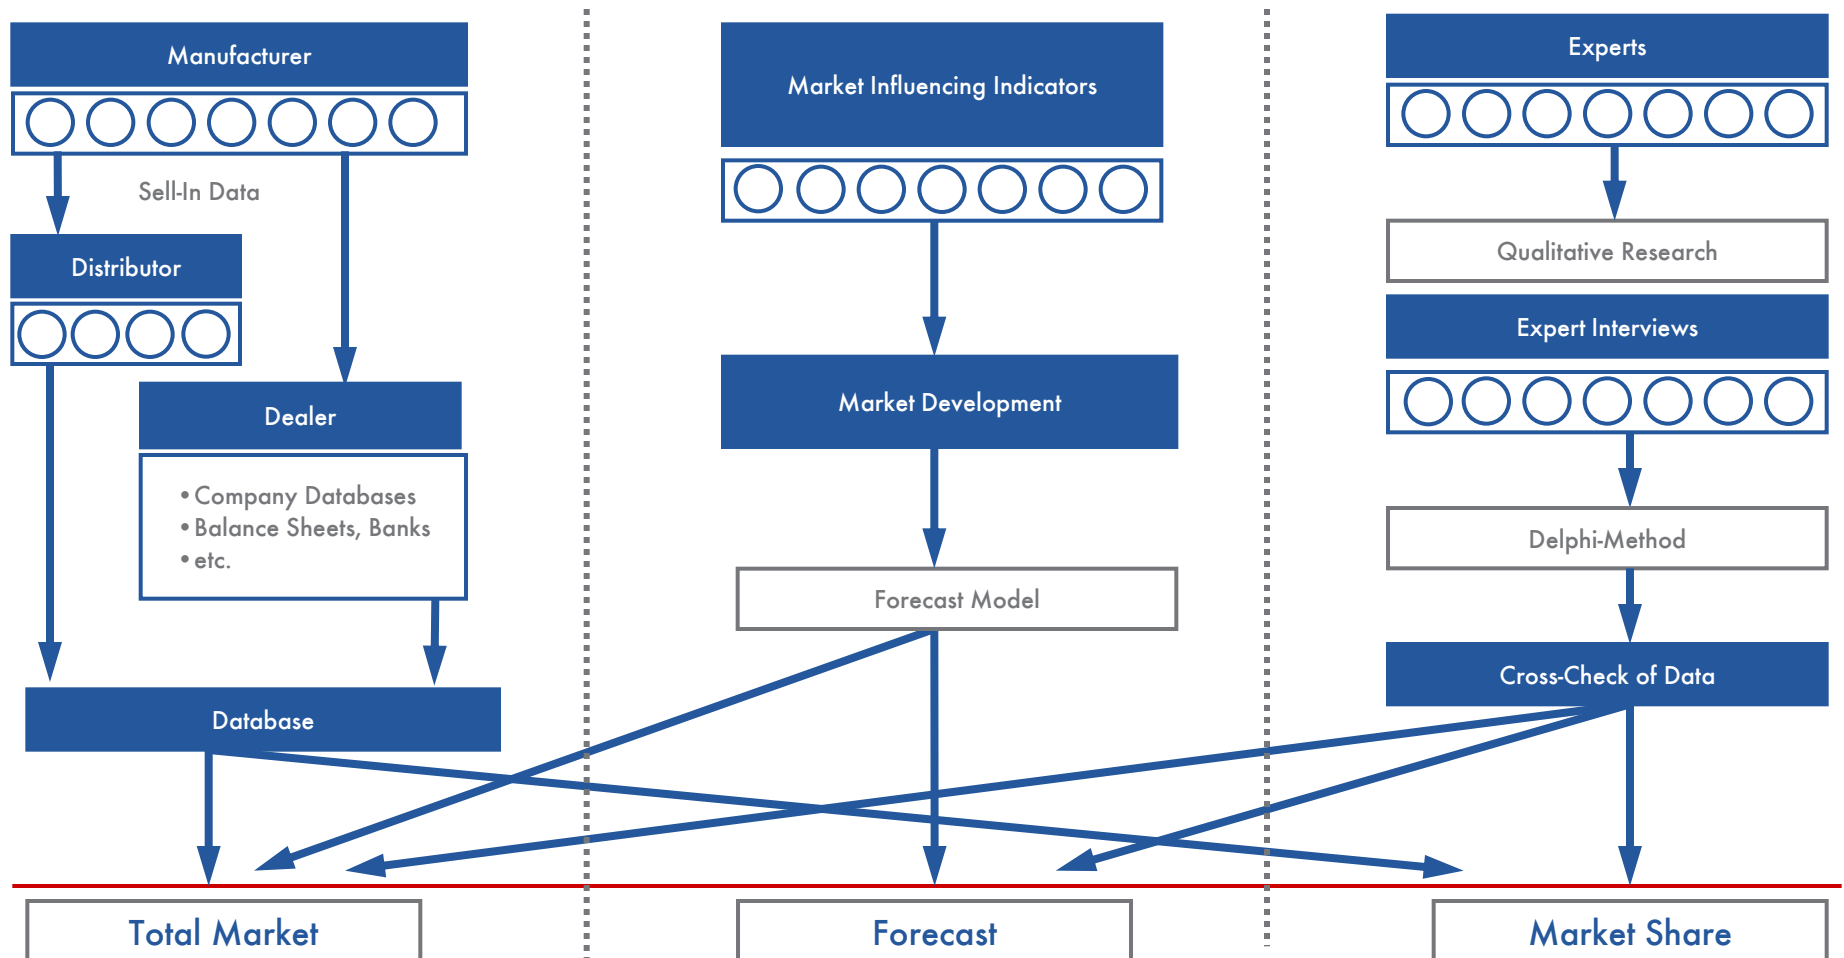 Manufacturer
Sell-In Data
Distributor
Dealer
•Company Databases
•Balance Sheets, Banks
•etc.
Database
Total Market
Market Influencing Indicators
Market Development
Forecast Model
Forecast
Experts
Qualitative Research
Expert Interviews
Delphi-Method
Cross-Check of Data
Market Share